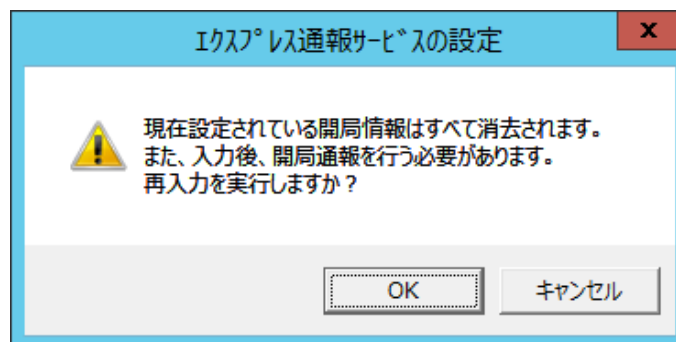 ｴｸｽﾌﾟﾚｽ通報ｻｰﾋﾞｽの設定
x
現在設定されている開局情報はすべて消去されます。
また、入力後、開局通報を行う必要があります。
再入力を実行しますか？
OK
キャンセル